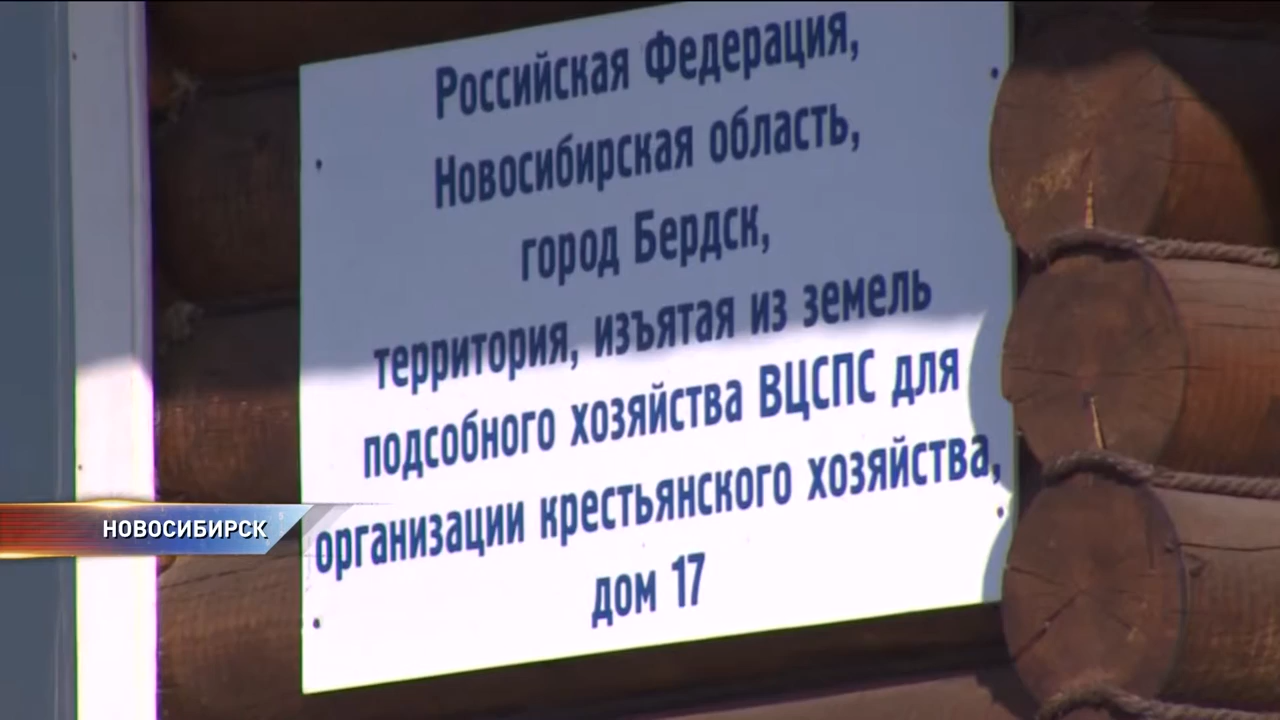 Российская Федерация,
Новосибирская область,
город Бердск,
территория, изъятая из земель
подсобного хозяйства ВЦСПС для
организации крестьянского хозяйства,
дом 17
НОВОСИБИРСК